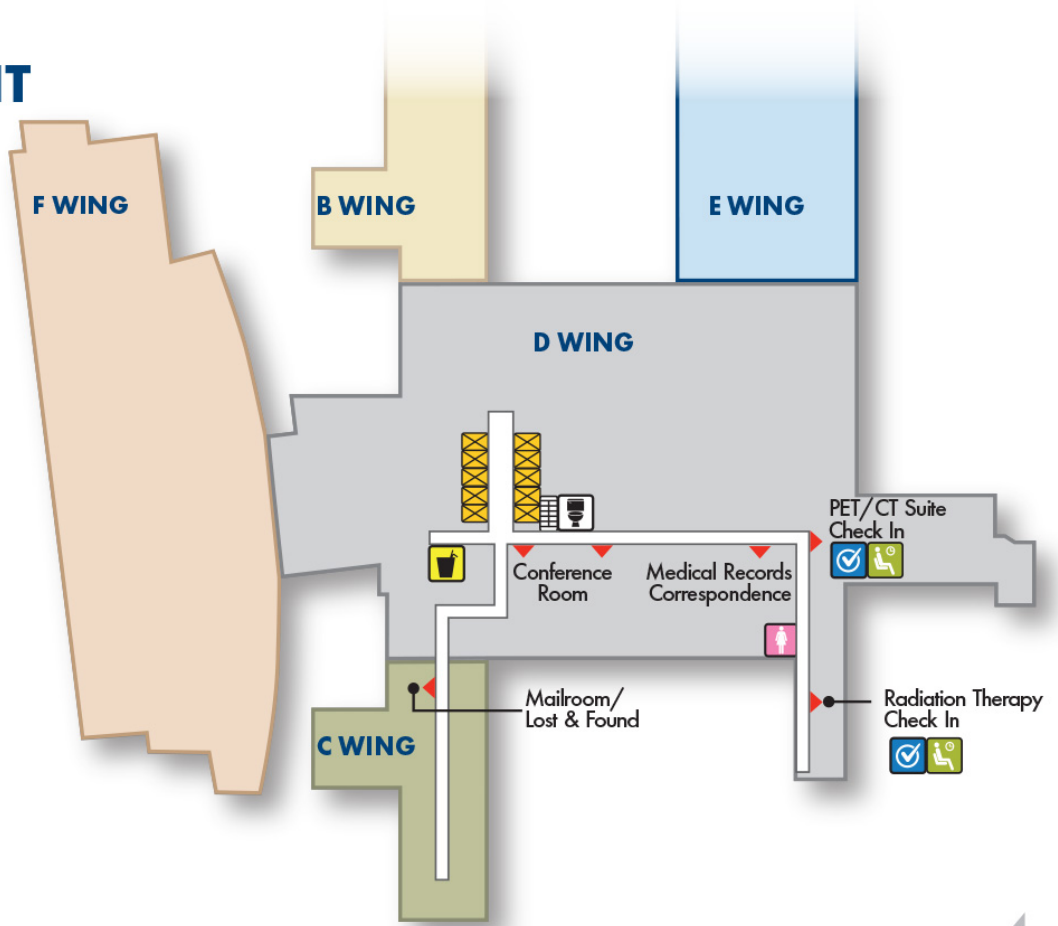 F WING
B WING
E WING
D WING
PET/CT Suite
Check In
Conference
Room
Medical Records
Correspondence
Mailroom/
Lost & Found
Radiation Therapy
Check In
C WING